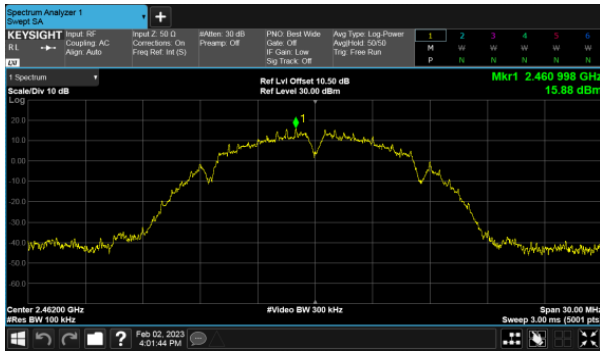 Spectrum Analyzer 1
Swept SA
KEYSIGHT
RL
Input: RF
Coupling: AC
Align: Auto
Input Z: 50 Ω
Corrections: On
Freq Ref: Int (S)
#Atten: 30 dB
Preamp: Off
PNO: Best Wide
Gate: Off
IF Gain: Low
Sig Track: Off
Avg Type: Log-Power
Avg|Hold: 50/50
Trig: Free Run
1 2 3 4 5 6
M W W W W W
P N N N N N
1 Spectrum
Scale/Div 10 dB
Ref Lvl Offset 10.50 dB
Ref Level 30.00 dBm
Mkr1 2.460 998 GHz
15.88 dBm
Log
1
20.0
10.0
0.00
-10.0
-20.0
-30.0
-40.0
-50.0
-60.0
Center 2.46200 GHz
#Res BW 100 kHz
#Video BW 300 kHz
Span 30.00 MHz
Sweep 3.00 ms (5001 pts)
Feb 02, 2023
4:01:44 PM